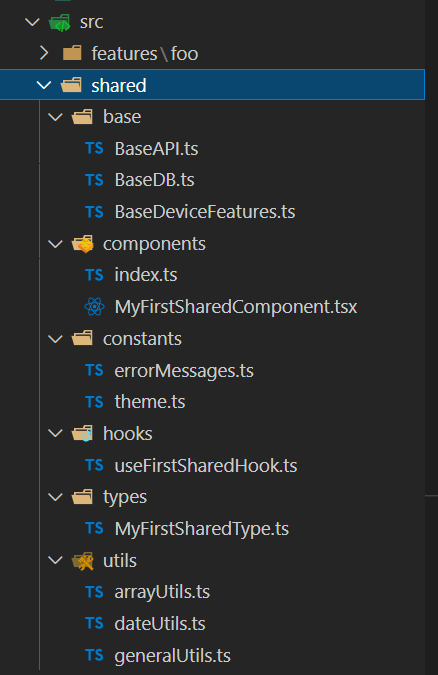 src
features\foo
shared
base
TS BaseAPI.ts
TS BaseDB.ts
TS BaseDeviceFeatures.ts
components
TS index.ts
MyFirstSharedComponent.tsx
constants
TS errorMessages.ts
TS theme.ts
hooks
TS useFirstSharedHook.ts
types
TS MyFirstSharedType.ts
utils
TS arrayUtils.ts
TS dateUtils.ts
TS generalUtils.ts